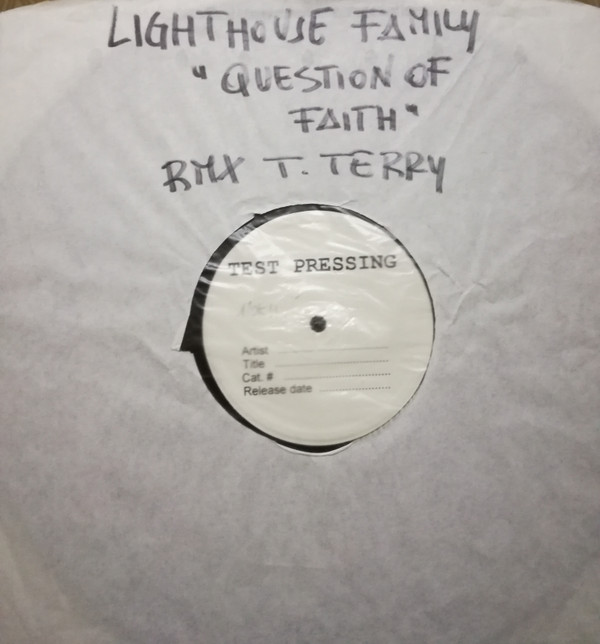 LIGHTHOUSE FAMILY
"QUESTION OF
FAITH"
RMX T. TERRY
TEST PRESSING
Artist
Title
Cat. #
Release date